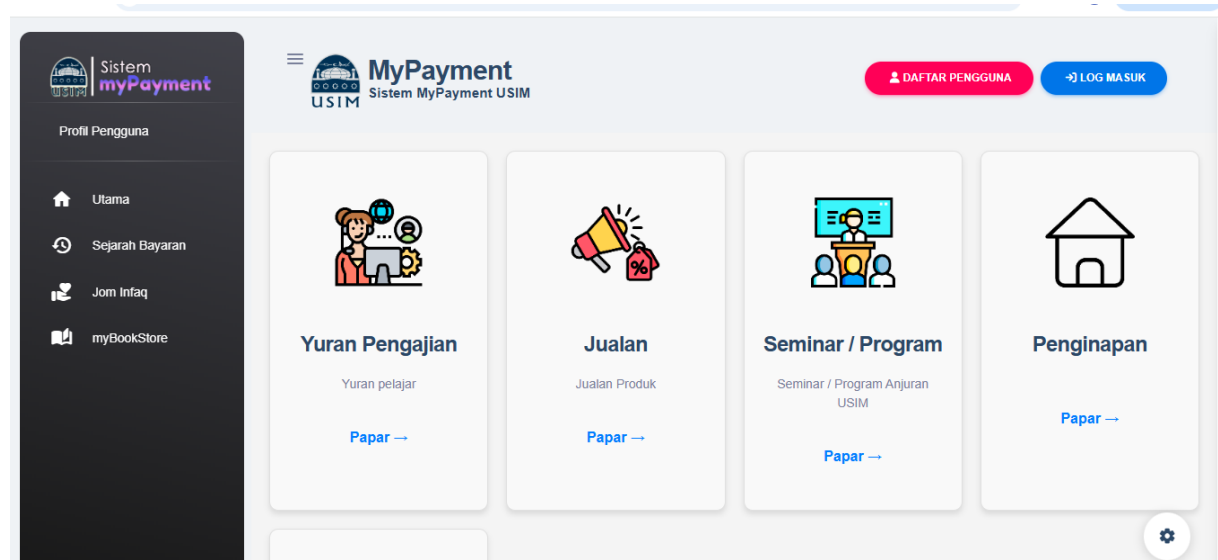 Sistem
myPayment
USIM
Profil Pengguna
Utama
Sejarah Bayaran
Jom Infaq
myBookStore
USIM
MyPayment
Sistem MyPayment USIM
DAFTAR PENGGUNA
LOG MASUK
Yuran Pengajian
Yuran pelajar
Papar →
Jualan
Jualan Produk
Papar →
Seminar / Program
Seminar / Program Anjuran
USIM
Papar →
Penginapan
Papar →